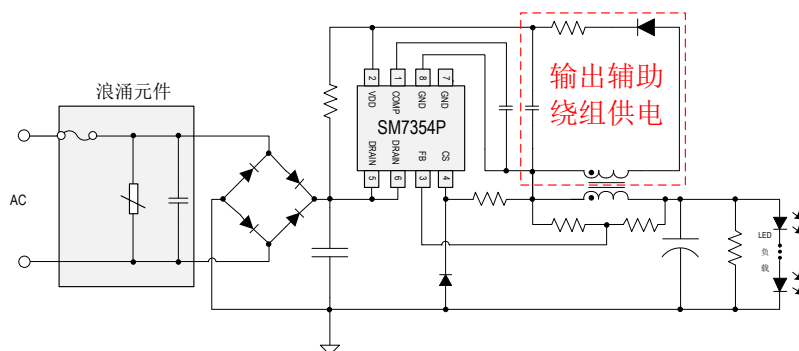 浪涌元件
输出辅助
绕组供电
2
1
8
7
VDD
COMP
GND
GND
SM7354P
DRAIN
DRAIN
FB
CS
5
6
3
4
AC
LED
负
载